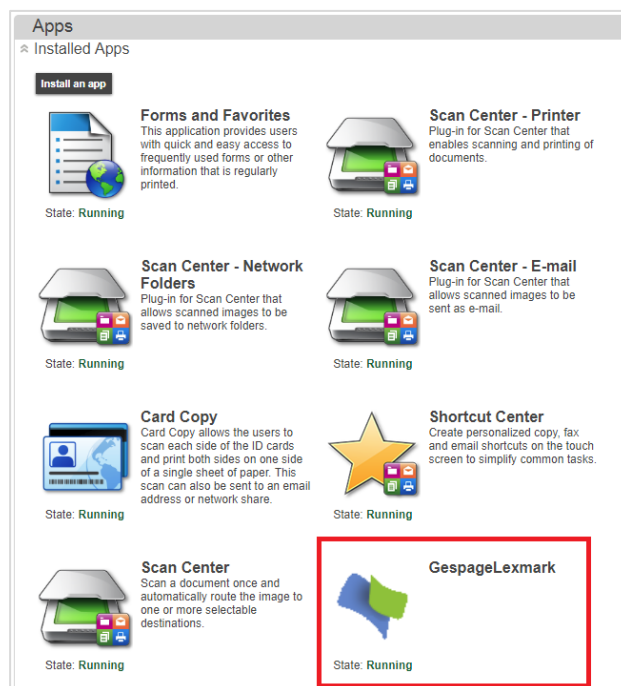 Apps
Installed Apps
Install an app
Forms and Favorites
This application provides users
with quick and easy access to
frequently used forms or other
information that is regularly
printed.
State: Running
Scan Center - Printer
Plug-in for Scan Center that
enables scanning and printing of
documents.
State: Running
Scan Center - Network
Folders
Plug-in for Scan Center that
allows scanned images to be
saved to network folders.
State: Running
Scan Center - E-mail
Plug-in for Scan Center that
allows scanned images to be
sent as e-mail.
State: Running
Card Copy
Card Copy allows the users to
scan each side of the ID cards
and print both sides on one side
of a single sheet of paper. This
scan can also be sent to an email
address or network share.
State: Running
Shortcut Center
Create personalized copy, fax
and email shortcuts on the touch
screen to simplify common tasks.
State: Running
Scan Center
Scan a document once and
automatically route the image to
one or more selectable
destinations.
State: Running
GespageLexmark
State: Running